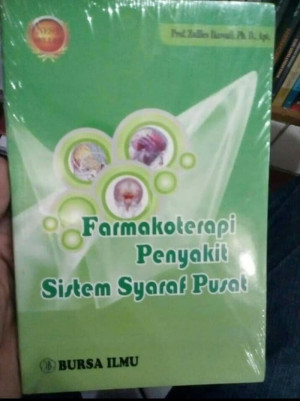 Prof. Zullies Ikawati, Ph. D., Apt.
Farmakoterapi
Penyakit
Sistem Syaraf Pusat
BURSA ILMU